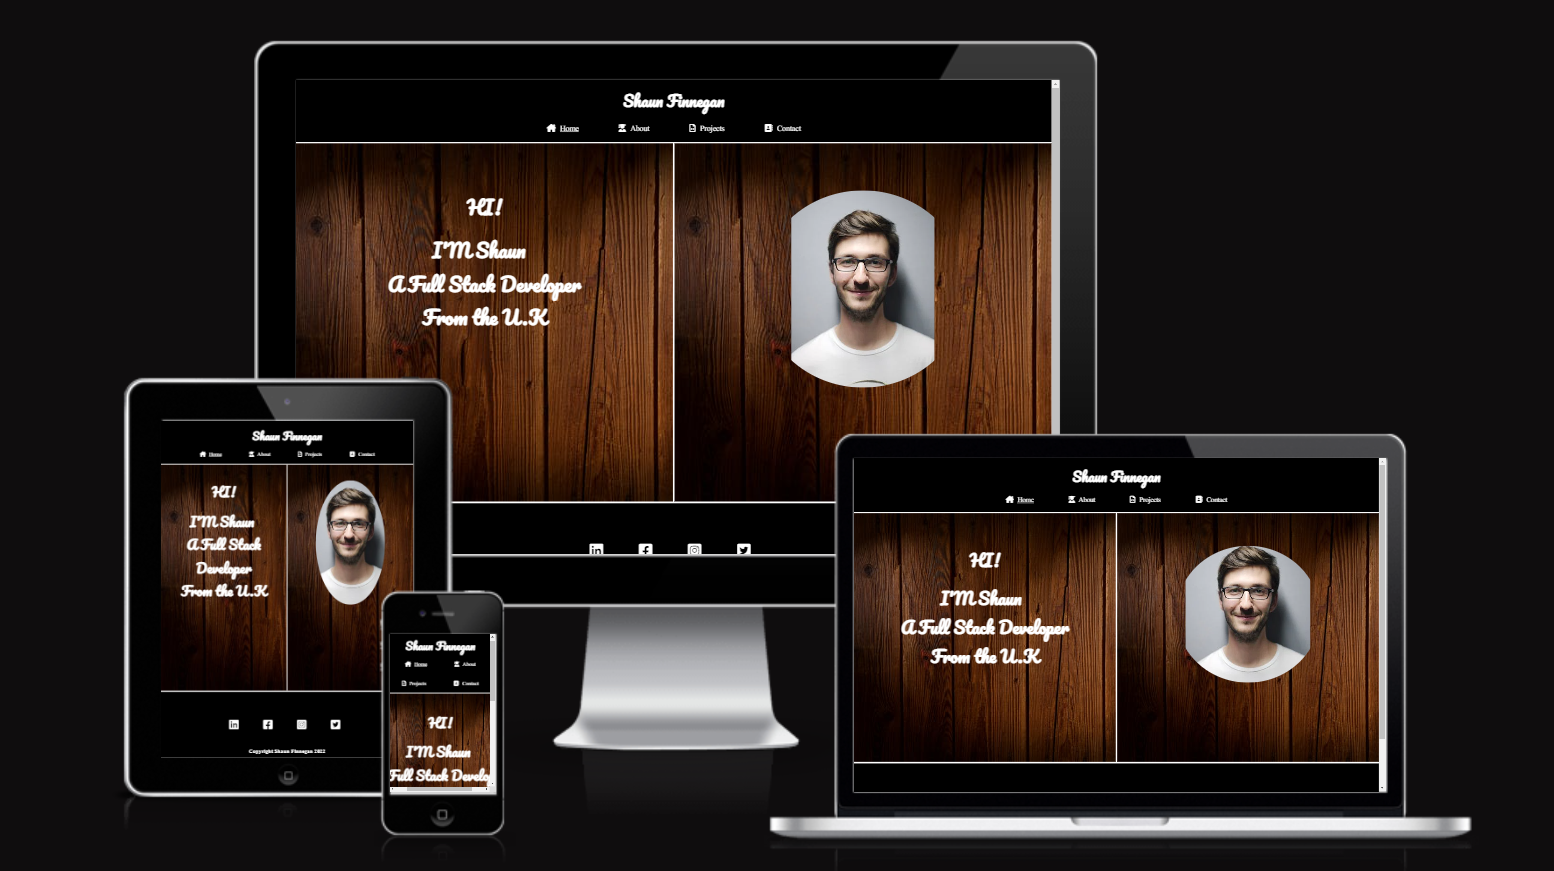 Shaun Finnegan
Home About Projects Contact
HI!
I'M Shaun
A Full Stack Developer
From the U.K
Shaun Finnegan
Home About Projects Contact
HI!
I'M Shaun
A Full Stack
Developer
From the U.K
Copyright Shaun Finnegan 2022
Shaun Finnegan
Home About
Projects Contact
HI!
I'M Shaun
Full Stack Develop
Shaun Finnegan
Home About Projects Contact
HI!
I'M Shaun
A Full Stack Developer
From the U.K